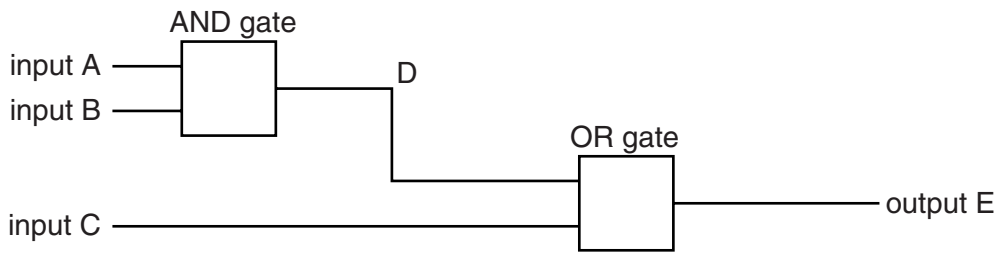 AND gate
input A
D
input B
OR gate
output E
input C